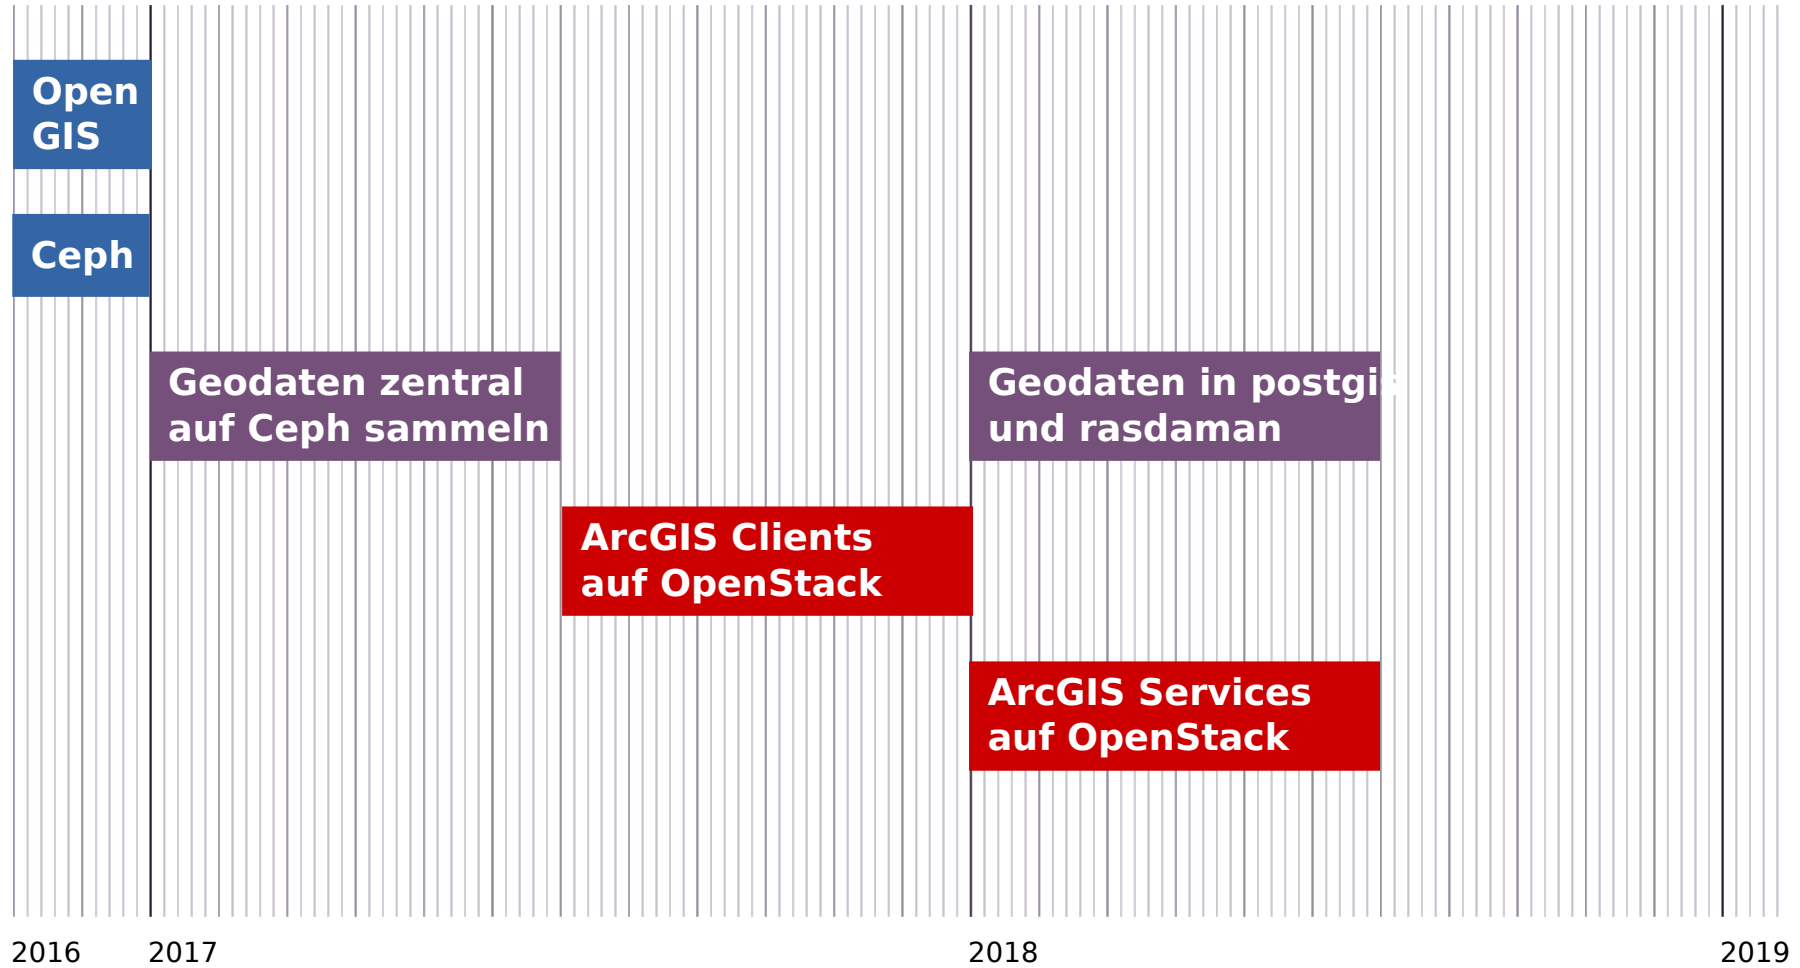 Open
GIS
Ceph
Geodaten zentral
auf Ceph sammeln
Geodaten in postgis
und rasdaman
ArcGIS Clients
auf OpenStack
ArcGIS Services
auf OpenStack
2016
2017
2018
2019